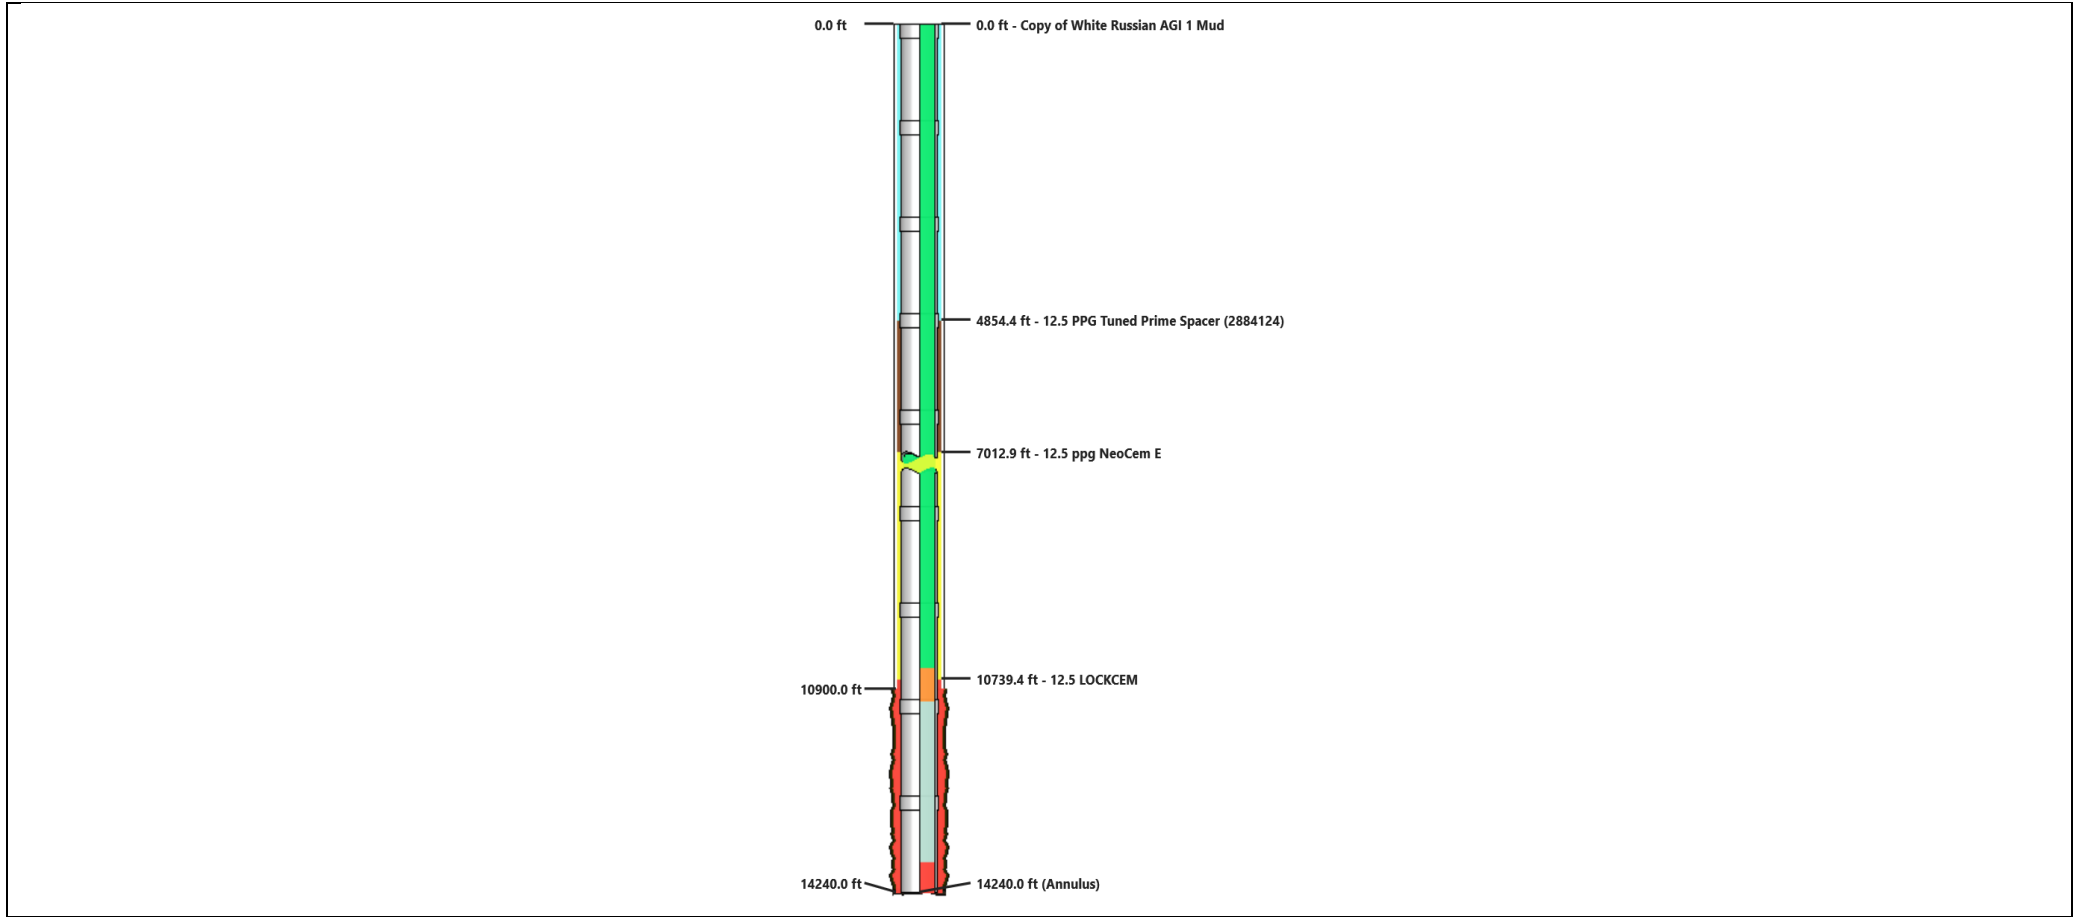 0.0 ft
0.0 ft - Copy of White Russian AGI 1 Mud
4854.4 ft - 12.5 PPG Tuned Prime Spacer (2884124)
7012.9 ft - 12.5 ppg NeoCem E
10739.4 ft - 12.5 LOCKCEM
10900.0 ft
14240.0 ft
14240.0 ft (Annulus)